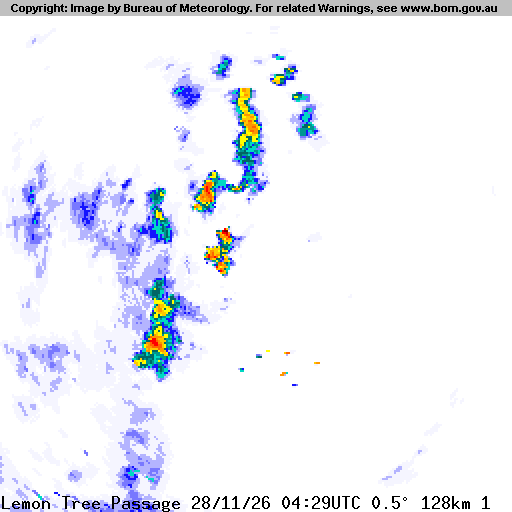 Copyright: Image by Bureau of Meteorology. For related Warnings, see www.bom.gov.au
Lemon Tree Passage 28/11/26 04:29UTC 0.5° 128km 1